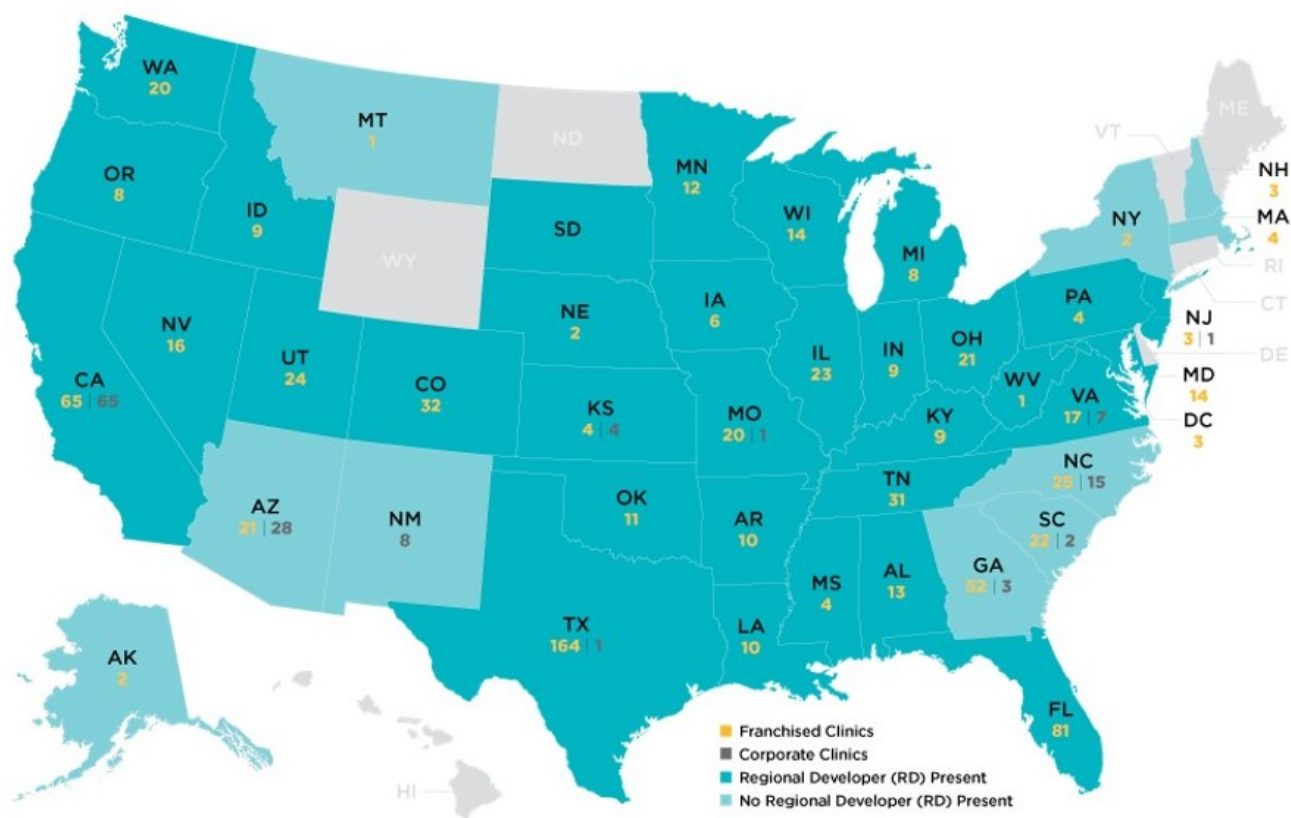 WA
20
OR
8
ID
9
MT
1
ND
WY
SD
NE
2
NV
16
UT
24
CO
32
CA
65 | 65
KS
4 | 4
AZ
21 | 28
NM
8
OK
11
TX
164 | 1
MN
12
IA
6
MO
20 | 1
AR
10
LA
10
WI
14
IL
23
MI
8
IN
9
OH
21
KY
9
TN
31
MS
4
AL
13
GA
52 | 3
FL
81
SC
22 | 2
NC
25 | 15
VA
17 | 7
WV
1
PA
4
NY
2
VT
ME
NH
3
MA
4
RI
CT
NJ
3 | 1
DE
MD
14
DC
3
AK
2
HI
Franchised Clinics
Corporate Clinics
Regional Developer (RD) Present
No Regional Developer (RD) Present